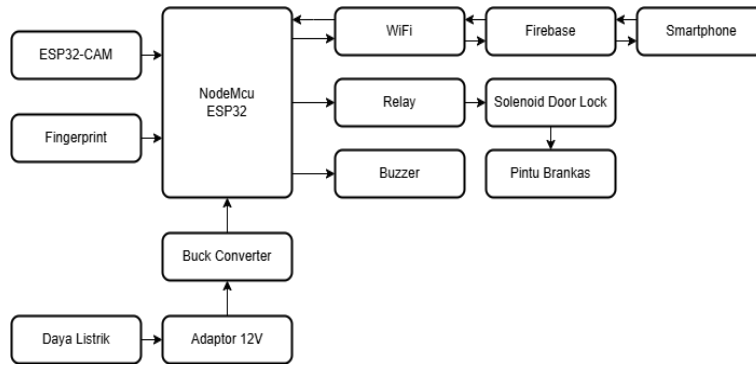 WiFi
Firebase
Smartphone
ESP32-CAM
NodeMcu
ESP32
Relay
Solenoid Door Lock
Fingerprint
Buzzer
Pintu Brankas
Buck Converter
Daya Listrik
Adaptor 12V